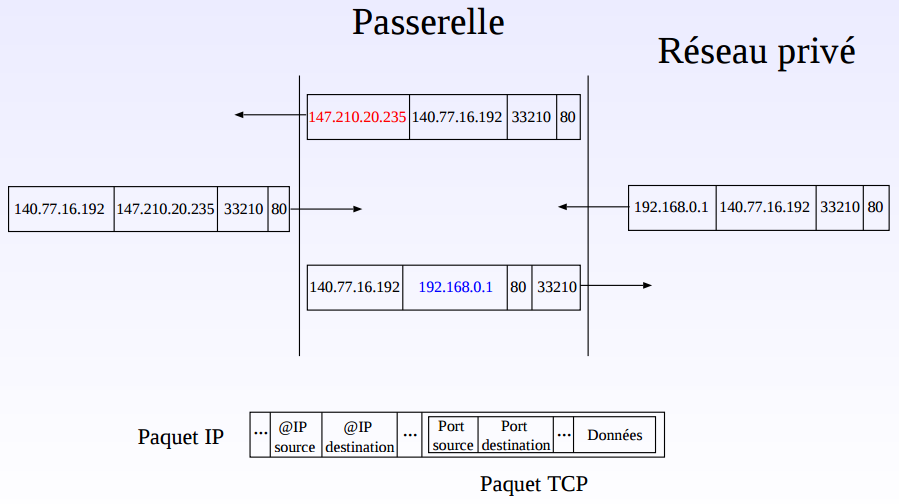 Passerelle
Réseau privé
147.210.20.235 140.77.16.192 33210 80
140.77.16.192 147.210.20.235 33210 80
192.168.0.1 140.77.16.192 33210 80
140.77.16.192 192.168.0.1 80 33210
Paquet IP
... @IP source @IP destination ... Port source Port destination ... Données
Paquet TCP